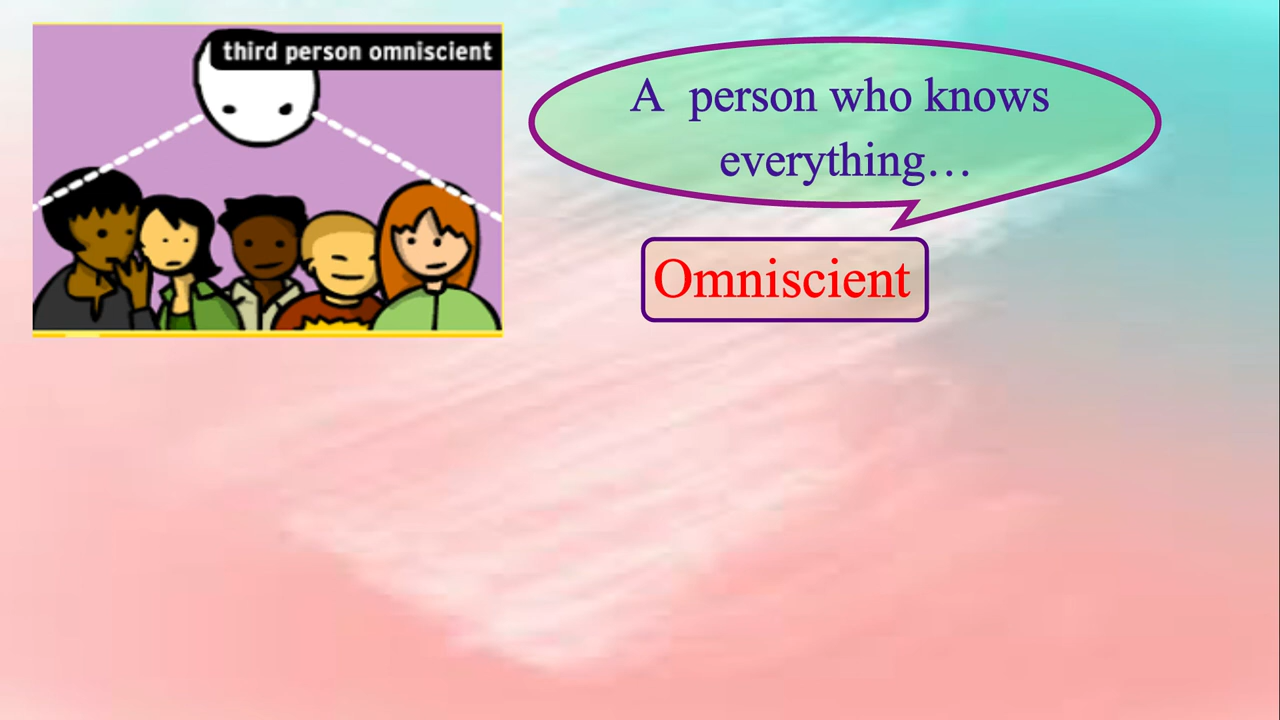 third person omniscient
A person who knows
everything…
Omniscient